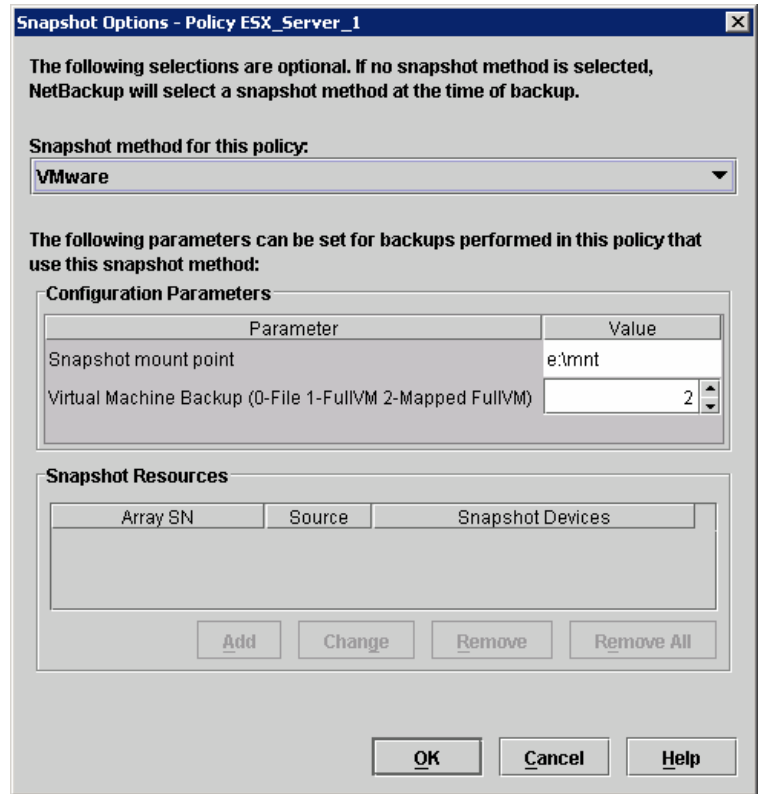 Snapshot Options - Policy ESX_Server_1
The following selections are optional. If no snapshot method is selected,
NetBackup will select a snapshot method at the time of backup.
Snapshot method for this policy:
VMware
The following parameters can be set for backups performed in this policy that
use this snapshot method:
Configuration Parameters
Parameter Value
Snapshot mount point e:\mnt
Virtual Machine Backup (0-File 1-FullVM 2-Mapped FullVM) 2
Snapshot Resources
Array SN Source Snapshot Devices
Add Change Remove Remove All
OK Cancel Help